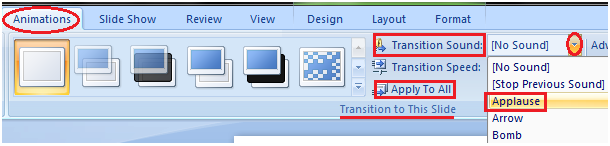 Animations Slide Show Review View Design Layout Format
Transition Sound: [No Sound] Adv
Transition Speed: [No Sound]
Apply To All [Stop Previous Sound]
Transition to This Slide Applause
Arrow
Bomb